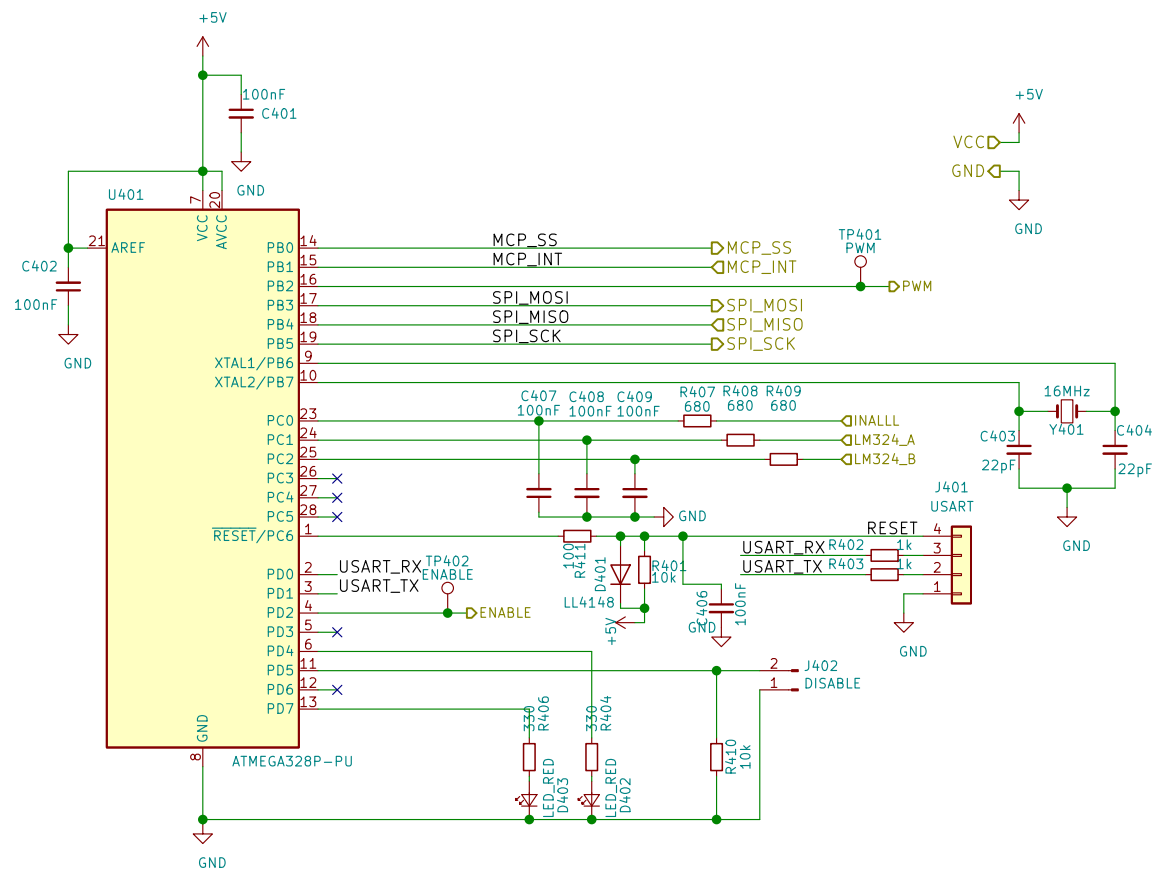 +5V
100nF
C401
+5V
VCC
GND
GND
GND
U401
7
20
VCC
AVCC
21
AREF
C402
100nF
GND
PB0 14
MCP_SS
MCP_SS
PB1 15
MCP_INT
MCP_INT
TP401
PWM
PB2 16
PWM
PB3 17
SPI_MOSI
SPI_MOSI
PB4 18
SPI_MISO
SPI_MISO
PB5 19
SPI_SCK
SPI_SCK
XTAL1/PB6 9
XTAL2/PB7 10
16MHz
Y401
C403
22pF
C404
22pF
GND
C407
100nF
C408
100nF
C409
100nF
R407
680
R408
680
R409
680
PC0 23
INALLL
PC1 24
LM324_A
PC2 25
LM324_B
PC3 26
PC4 27
PC5 28
GND
RESET/PC6 1
100
R411
D401
LL4148
R401
10k
+5V
C406
100nF
GND
J401
USART
RESET
4
USART_RX
R402
1k
3
USART_TX
R403
1k
2
1
GND
PD0 2
USART_RX
PD1 3
USART_TX
TP402
ENABLE
PD2 4
ENABLE
PD3 5
PD4 6
PD5 11
PD6 12
PD7 13
2
1
J402
DISABLE
330
R406
330
R404
R410
10k
LED_RED
D403
LED_RED
D402
GND
8
ATMEGA328P-PU
GND